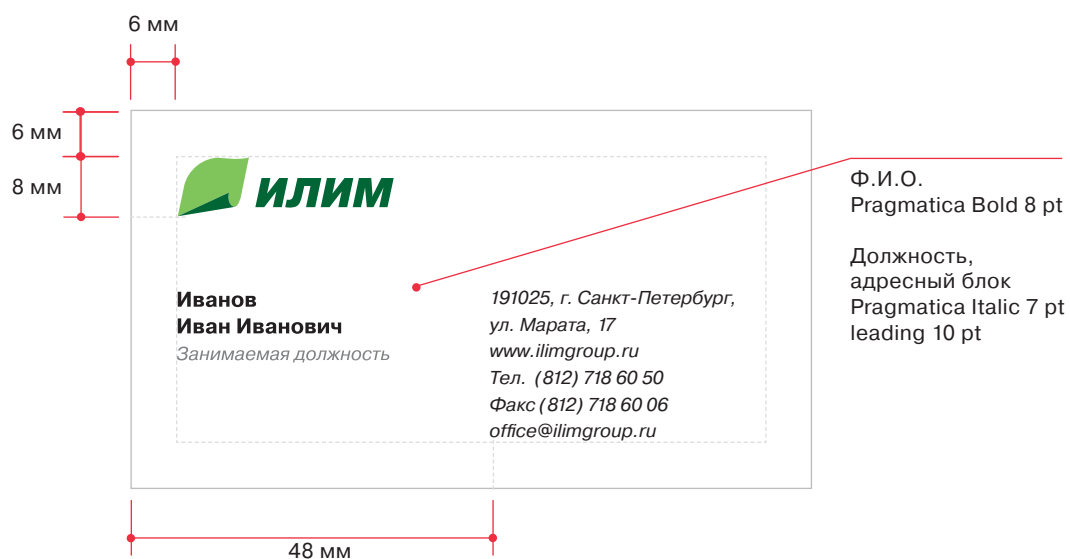 6 мм
6 мм
8 мм
ИЛИМ
Иванов
Иван Иванович
Занимаемая должность
191025, г. Санкт-Петербург,
ул. Марата, 17
www.ilimgroup.ru
Тел. (812) 718 60 50
Факс (812) 718 60 06
office@ilimgroup.ru
Ф.И.О.
Pragmatica Bold 8 pt
Должность,
адресный блок
Pragmatica Italic 7 pt
leading 10 pt
48 мм